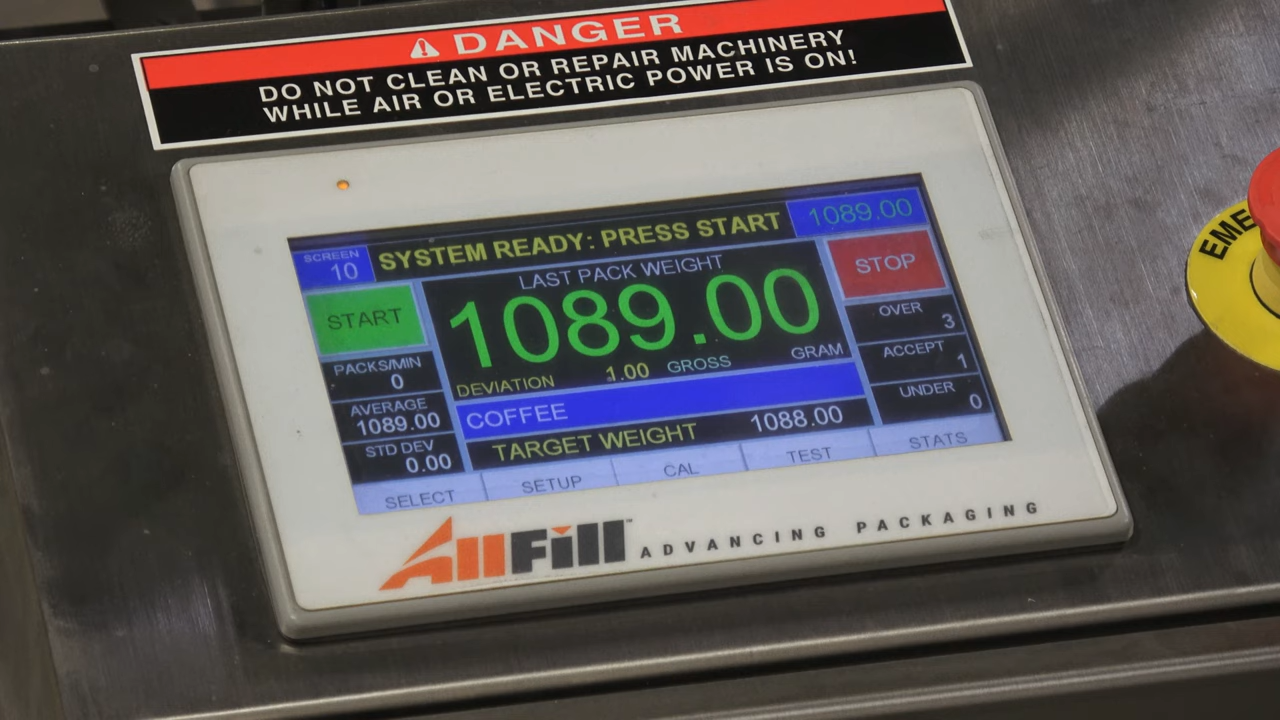 DANGER
DO NOT CLEAN OR REPAIR MACHINERY
WHILE AIR OR ELECTRIC POWER IS ON!
SCREEN
10
SYSTEM READY: PRESS START
1089.00
START
LAST PACK WEIGHT
1089.00
DEVIATION 1.00 GROSS GRAM
STOP
PACKS/MIN
0
AVERAGE
1089.00
STD DEV
0.00
COFFEE
TARGET WEIGHT 1088.00
OVER
3
ACCEPT
1
UNDER
0
SELECT SETUP CAL TEST STATS
AllFill™ ADVANCING PACKAGING